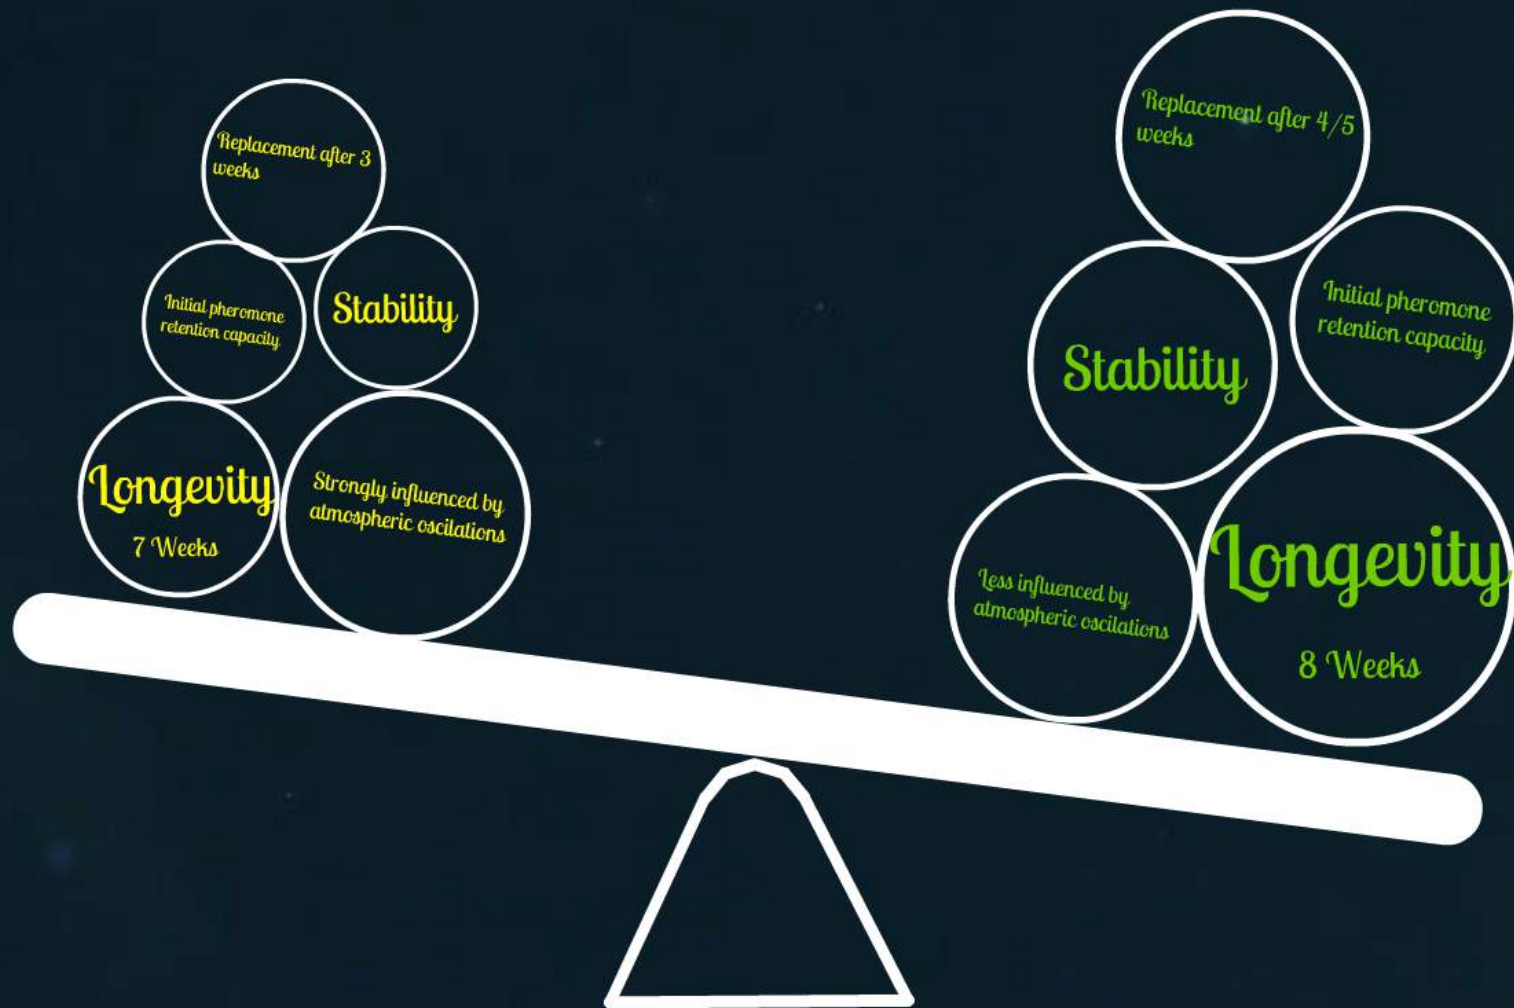 Replacement after 3
weeks
Initial pheromone
retention capacity
Stability
Longevity
7 Weeks
Strongly influenced by
atmospheric oscilations
Replacement after 4/5
weeks
Stability
Initial pheromone
retention capacity
Less influenced by
atmospheric oscilations
Longevity
8 Weeks